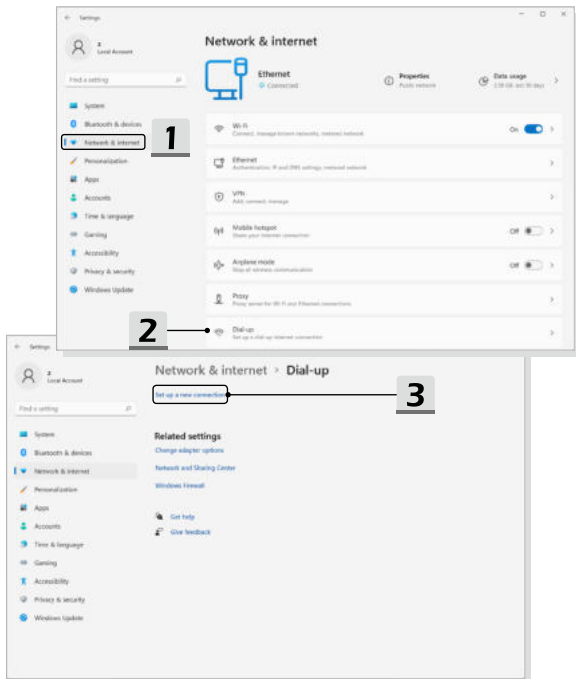 Settings
z
Local Account
Find a setting
System
Bluetooth & devices
Network & internet
Personalization
Apps
Accounts
Time & language
Gaming
Accessibility
Privacy & security
Windows Update
1
2
Network & internet
Ethernet
Connected
Properties
Public network
Data usage
Wi-Fi
Connect, manage known networks, metered network
On
Ethernet
Authentication, IP and DNS settings, metered network
VPN
Add, connect, manage
Mobile hotspot
Share your internet connection
Off
Airplane mode
Stop all wireless communication
Off
Proxy
Proxy server for Wi-Fi and Ethernet connections
Dial-up
Set up a dial-up internet connection
Settings
z
Local Account
Find a setting
System
Bluetooth & devices
Network & internet
Personalization
Apps
Accounts
Time & language
Gaming
Accessibility
Privacy & security
Windows Update
Network & internet > Dial-up
Set up a new connection
3
Related settings
Change adapter options
Network and Sharing Center
Windows Firewall
Get help
Give feedback